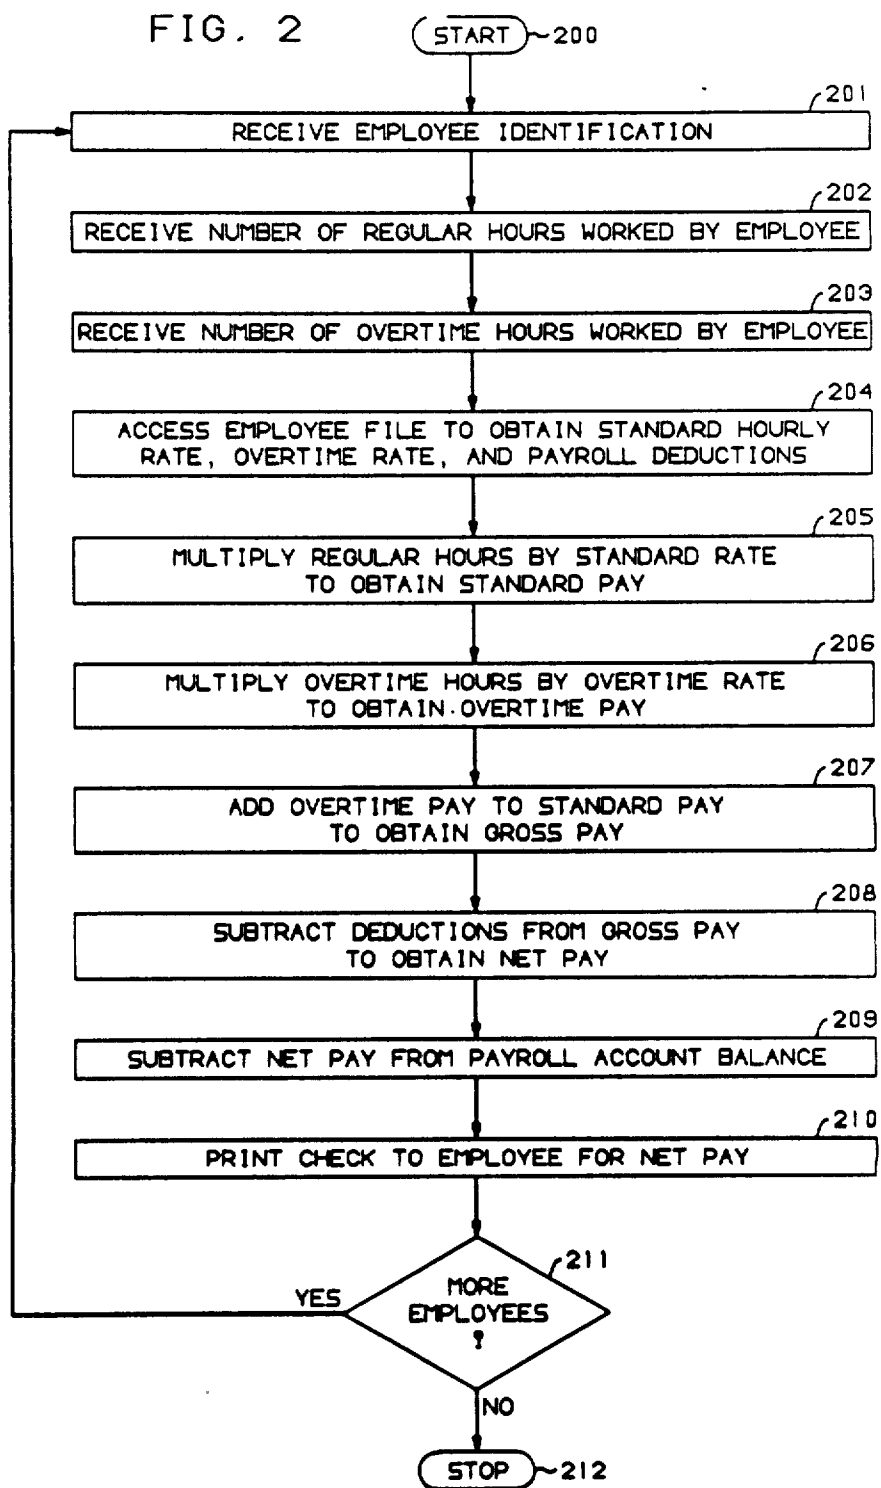 FIG. 2
START
200
201
RECEIVE EMPLOYEE IDENTIFICATION
202
RECEIVE NUMBER OF REGULAR HOURS WORKED BY EMPLOYEE
203
RECEIVE NUMBER OF OVERTIME HOURS WORKED BY EMPLOYEE
204
ACCESS EMPLOYEE FILE TO OBTAIN STANDARD HOURLY
RATE, OVERTIME RATE, AND PAYROLL DEDUCTIONS
205
MULTIPLY REGULAR HOURS BY STANDARD RATE
TO OBTAIN STANDARD PAY
206
MULTIPLY OVERTIME HOURS BY OVERTIME RATE
TO OBTAIN OVERTIME PAY
207
ADD OVERTIME PAY TO STANDARD PAY
TO OBTAIN GROSS PAY
208
SUBTRACT DEDUCTIONS FROM GROSS PAY
TO OBTAIN NET PAY
209
SUBTRACT NET PAY FROM PAYROLL ACCOUNT BALANCE
210
PRINT CHECK TO EMPLOYEE FOR NET PAY
211
YES
MORE
EMPLOYEES
?
NO
STOP
212